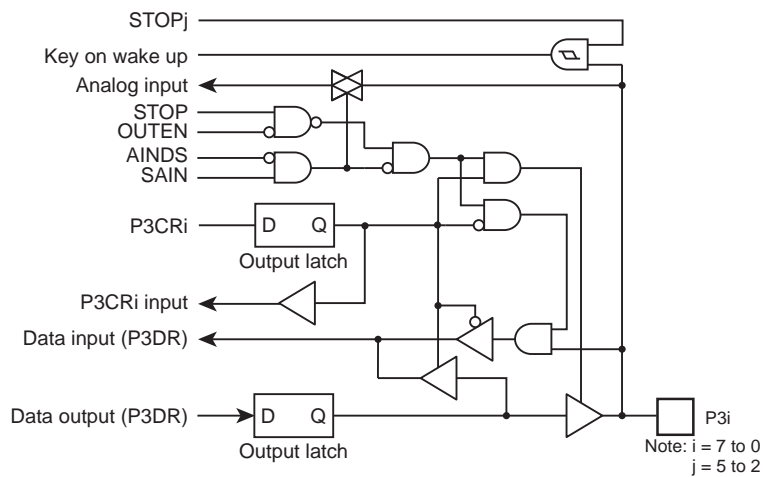 STOPj
Key on wake up
Analog input
STOP
OUTEN
AINDS
SAIN
P3CRi
D Q
Output latch
P3CRi input
Data input (P3DR)
Data output (P3DR)
D Q
Output latch
P3i
Note: i = 7 to 0
j = 5 to 2